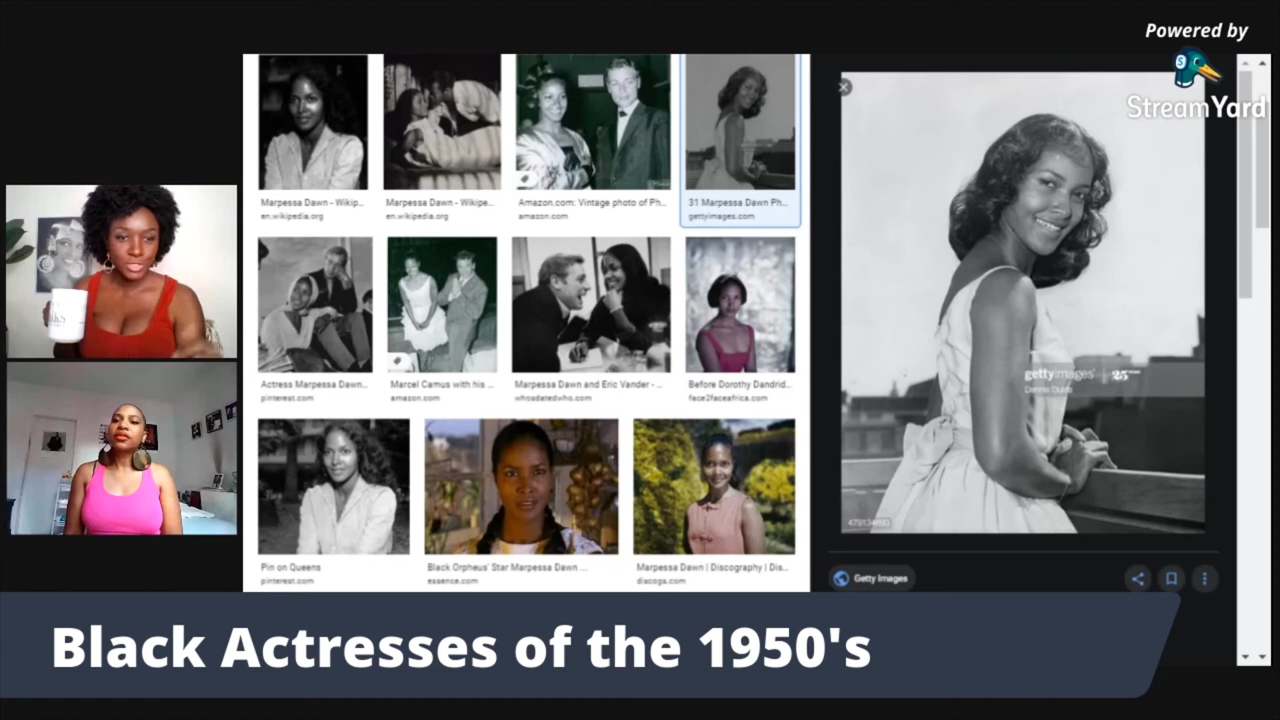 Powered by
StreamYard
Marpessa Dawn - Wikip...
en.wikipedia.org
Marpessa Dawn - Wikipe...
en.wikipedia.org
Amazon.com: Vintage photo of Ph...
amazon.com
31 Marpessa Dawn Ph...
gettyimages.com
Actress Marpessa Dawn...
pinterest.com
Marcel Camus with his ...
amazon.com
Marpessa Dawn and Eric Vander - ...
whosdatedwho.com
Before Dorothy Dandrid...
face2faceafrica.com
gettyimages
25
Pin on Queens
pinterest.com
Black Orpheus' Star Marpessa Dawn ...
essence.com
Marpessa Dawn | Discography | Dis...
discogs.com
Getty Images
Black Actresses of the 1950's